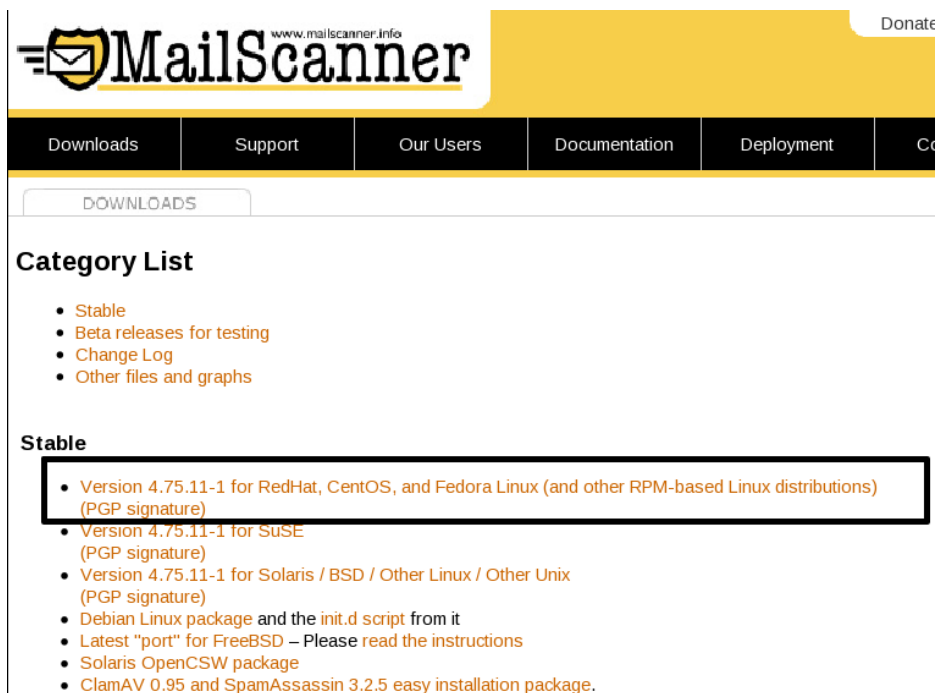 www.mailscanner.info
MailScanner
Donate
Downloads
Support
Our Users
Documentation
Deployment
Co
DOWNLOADS
Category List
Stable
Beta releases for testing
Change Log
Other files and graphs
Stable
Version 4.75.11-1 for RedHat, CentOS, and Fedora Linux (and other RPM-based Linux distributions)
(PGP signature)
Version 4.75.11-1 for SuSE
(PGP signature)
Version 4.75.11-1 for Solaris / BSD / Other Linux / Other Unix
(PGP signature)
Debian Linux package and the init.d script from it
Latest "port" for FreeBSD – Please read the instructions
Solaris OpenCSW package
ClamAV 0.95 and SpamAssassin 3.2.5 easy installation package.